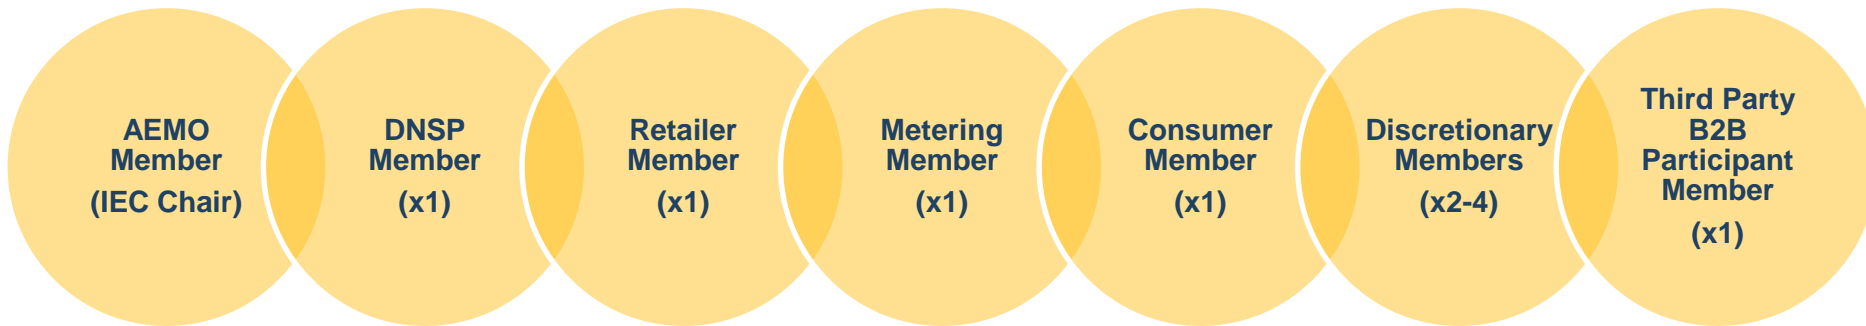 AEMO
Member
(IEC Chair)
DNSP
Member
(x1)
Retailer
Member
(x1)
Metering
Member
(x1)
Consumer
Member
(x1)
Discretionary
Members
(x2-4)
Third Party
B2B
Participant
Member
(x1)